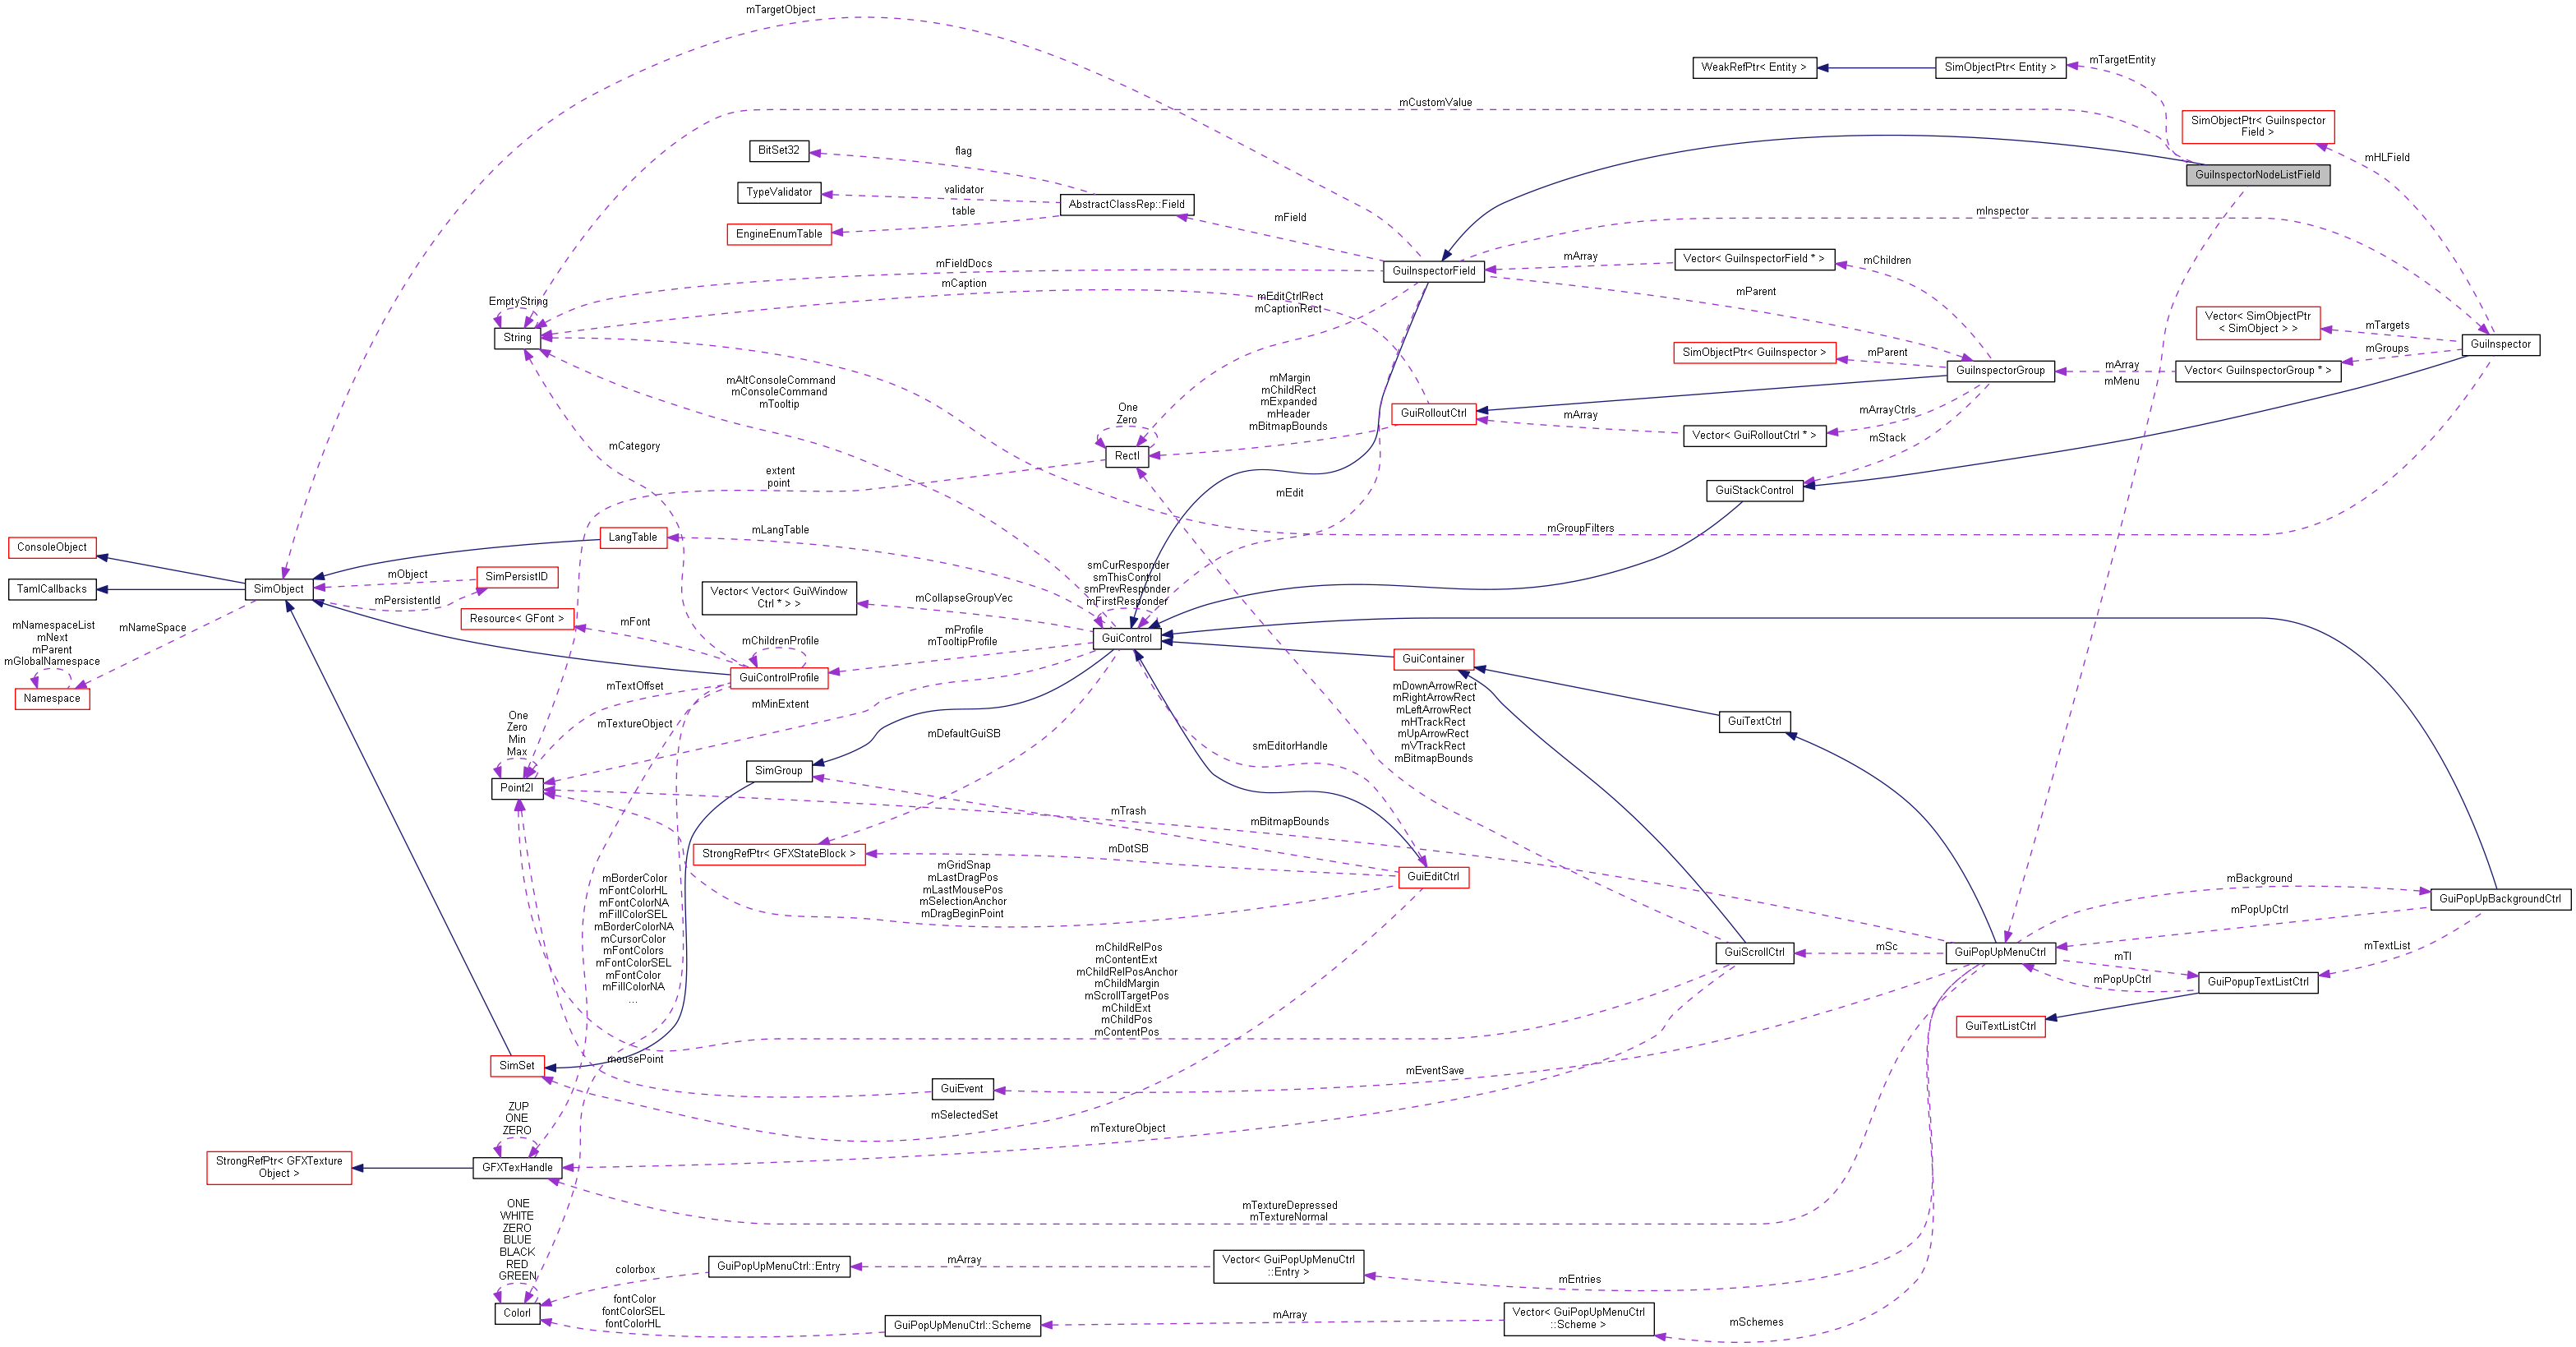 mTargetObject
WeakRefPtr< Entity >
SimObjectPtr< Entity >
mTargetEntity
mCustomValue
SimObjectPtr< GuiInspector
Field >
BitSet32
flag
mHLField
GuiInspectorNodeListField
TypeValidator
validator
AbstractClassRep::Field
table
EngineEnumTable
mField
mInspector
mFieldDocs
GuiInspectorField
mArray
Vector< GuiInspectorField * >
mChildren
mCaption
mEditCtrlRect
mCaptionRect
mParent
EmptyString
String
Vector< SimObjectPtr
< SimObject > >
mTargets
GuiInspector
mGroups
SimObjectPtr< GuiInspector >
mParent
GuiInspectorGroup
mArray
mMenu
Vector< GuiInspectorGroup * >
mAltConsoleCommand
mConsoleCommand
mTooltip
mMargin
mChildRect
mExpanded
mHeader
mBitmapBounds
One
Zero
GuiRolloutCtrl
mArray
mArrayCtrls
Vector< GuiRolloutCtrl * >
mStack
mCategory
RectI
extent
point
mEdit
GuiStackControl
mGroupFilters
LangTable
mLangTable
ConsoleObject
TamlCallbacks
SimObject
mObject
SimPersistID
mPersistentId
smCurResponder
smThisControl
smPrevResponder
mFirstResponder
Vector< Vector< GuiWindow
Ctrl * > >
mCollapseGroupVec
Resource< GFont >
mFont
mNameSpace
mNamespaceList
mNext
mParent
mGlobalNamespace
Namespace
mChildrenProfile
GuiControlProfile
mProfile
mTooltipProfile
GuiControl
GuiContainer
mTextOffset
mMinExtent
mTextureObject
One
Zero
Min
Max
Point2I
mDownArrowRect
mRightArrowRect
mLeftArrowRect
mHTrackRect
mUpArrowRect
mVTrackRect
mBitmapBounds
GuiTextCtrl
mDefaultGuiSB
smEditorHandle
SimGroup
mTrash
mBitmapBounds
StrongRefPtr< GFXStateBlock >
mDotSB
GuiEditCtrl
mGridSnap
mLastDragPos
mLastMousePos
mSelectionAnchor
mDragBeginPoint
mBackground
mPopUpCtrl
GuiPopUpBackgroundCtrl
mBorderColor
mFontColorHL
mFontColorNA
mFillColorSEL
mBorderColorNA
mCursorColor
mFontColors
mFontColorSEL
mFontColor
mFillColorNA
...
mChildRelPos
mContentExt
mChildRelPosAnchor
mChildMargin
mScrollTargetPos
mChildExt
mChildPos
mContentPos
GuiScrollCtrl
mSc
GuiPopUpMenuCtrl
mTl
mTextList
mPopUpCtrl
GuiPopupTextListCtrl
GuiTextListCtrl
SimSet
mousePoint
GuiEvent
mEventSave
mSelectedSet
mTextureObject
ZUP
ONE
ZERO
StrongRefPtr< GFXTexture
Object >
GFXTexHandle
mTextureDepressed
mTextureNormal
ONE
WHITE
ZERO
BLUE
BLACK
RED
GREEN
ColorI
colorbox
GuiPopUpMenuCtrl::Entry
mArray
Vector< GuiPopUpMenuCtrl
::Entry >
mEntries
fontColor
fontColorSEL
fontColorHL
GuiPopUpMenuCtrl::Scheme
mArray
Vector< GuiPopUpMenuCtrl
::Scheme >
mSchemes